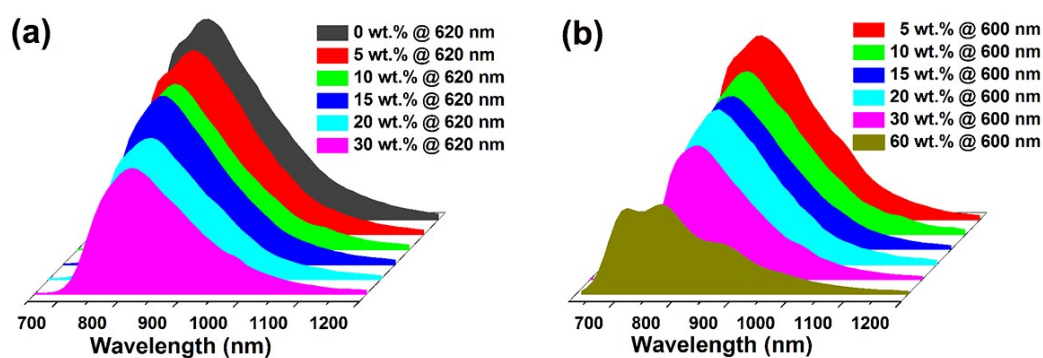 (a)
0 wt.% @ 620 nm
5 wt.% @ 620 nm
10 wt.% @ 620 nm
15 wt.% @ 620 nm
20 wt.% @ 620 nm
30 wt.% @ 620 nm
700 800 900 1000 1100 1200
Wavelength (nm)
(b)
5 wt.% @ 600 nm
10 wt.% @ 600 nm
15 wt.% @ 600 nm
20 wt.% @ 600 nm
30 wt.% @ 600 nm
60 wt.% @ 600 nm
700 800 900 1000 1100 1200
Wavelength (nm)